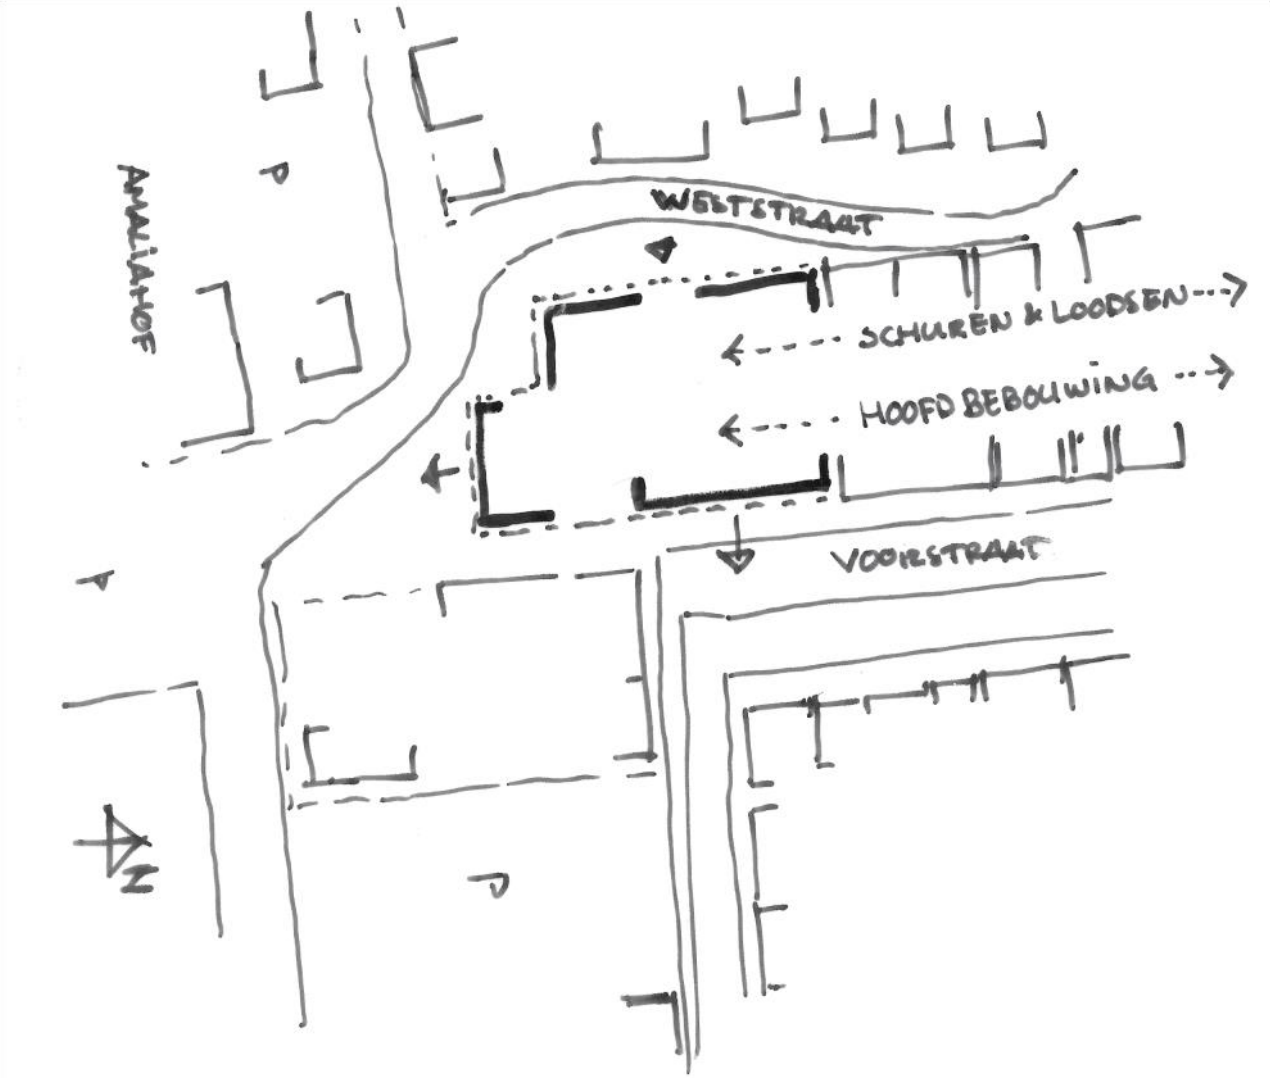 WESTSTRAAT
P
AMALIAHOF
SCHUREN & LOODSEN
HOOFDBEBOUWING
VOORSTRAAT
P
N
P